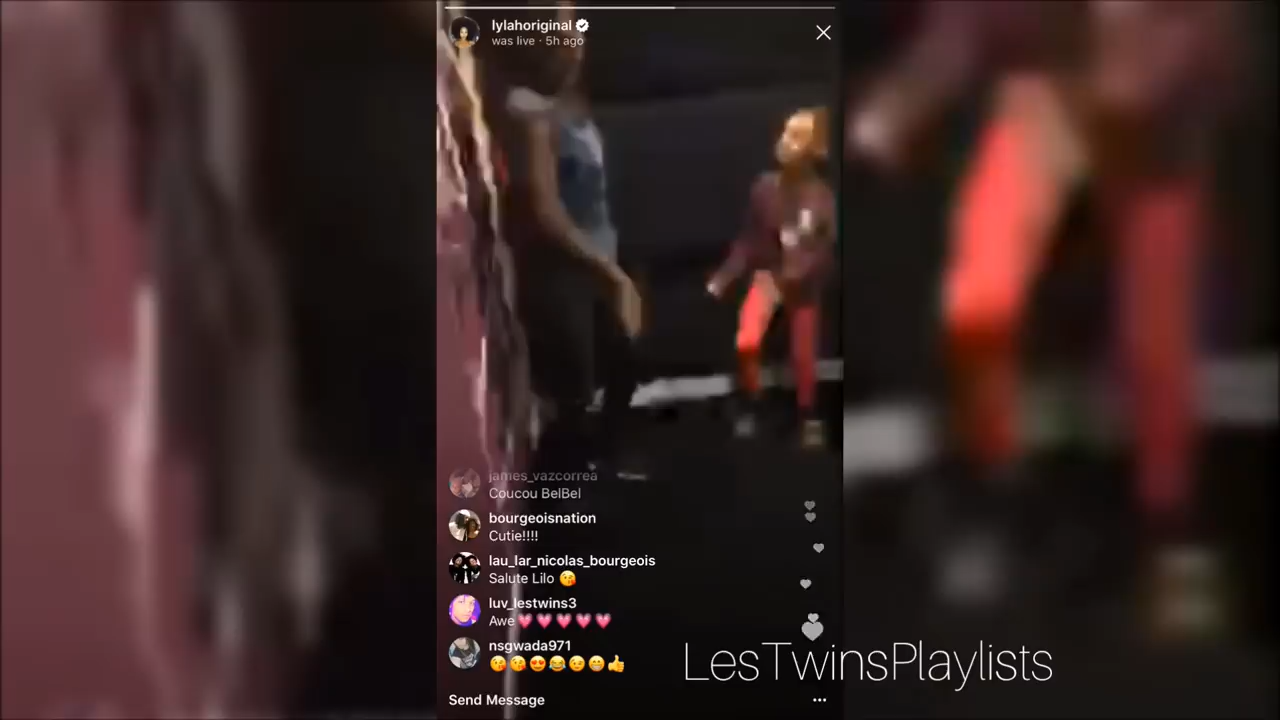 lylahoriginal
was live · 5h ago
james_vazcorrea
Coucou BelBel
bourgeoisnation
Cutie!!!!
lau_lar_nicolas_bourgeois
Salute Lilo 😘
luv_lestwins3
Awe💗💗💗💗💗
nsgwada971
😘😘😍😂😉😁👍
LesTwinsPlaylists
Send Message